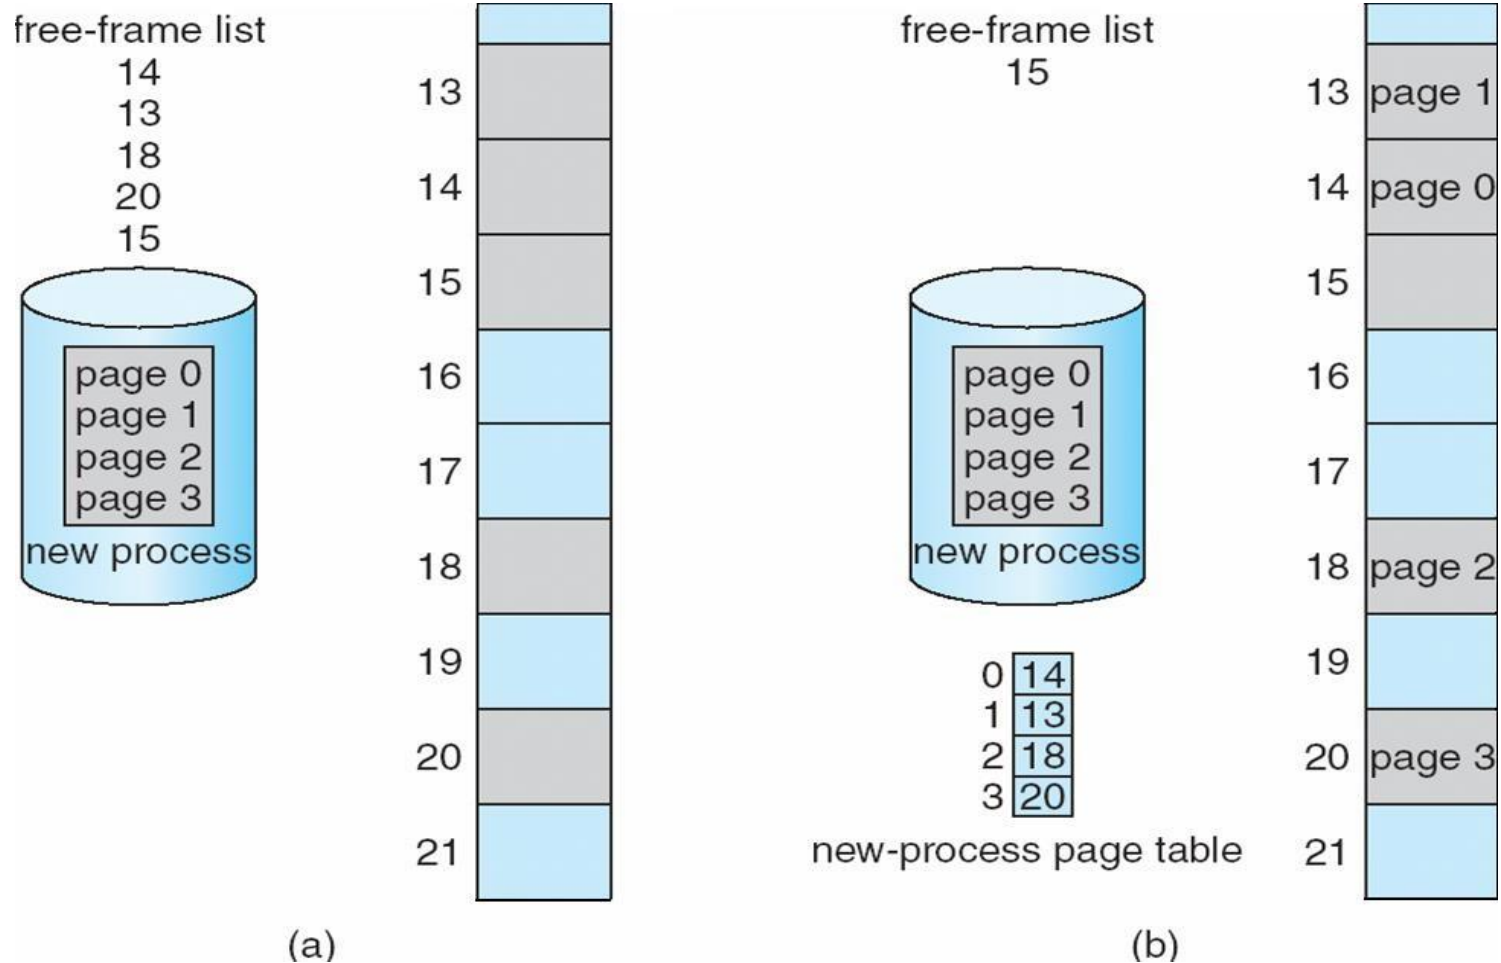 free-frame list
14
13
18
20
15
page 0
page 1
page 2
page 3
new process
13
14
15
16
17
18
19
20
21
(a)
free-frame list
15
page 0
page 1
page 2
page 3
new process
0 14
1 13
2 18
3 20
new-process page table
13 page 1
14 page 0
15
16
17
18 page 2
19
20 page 3
21
(b)